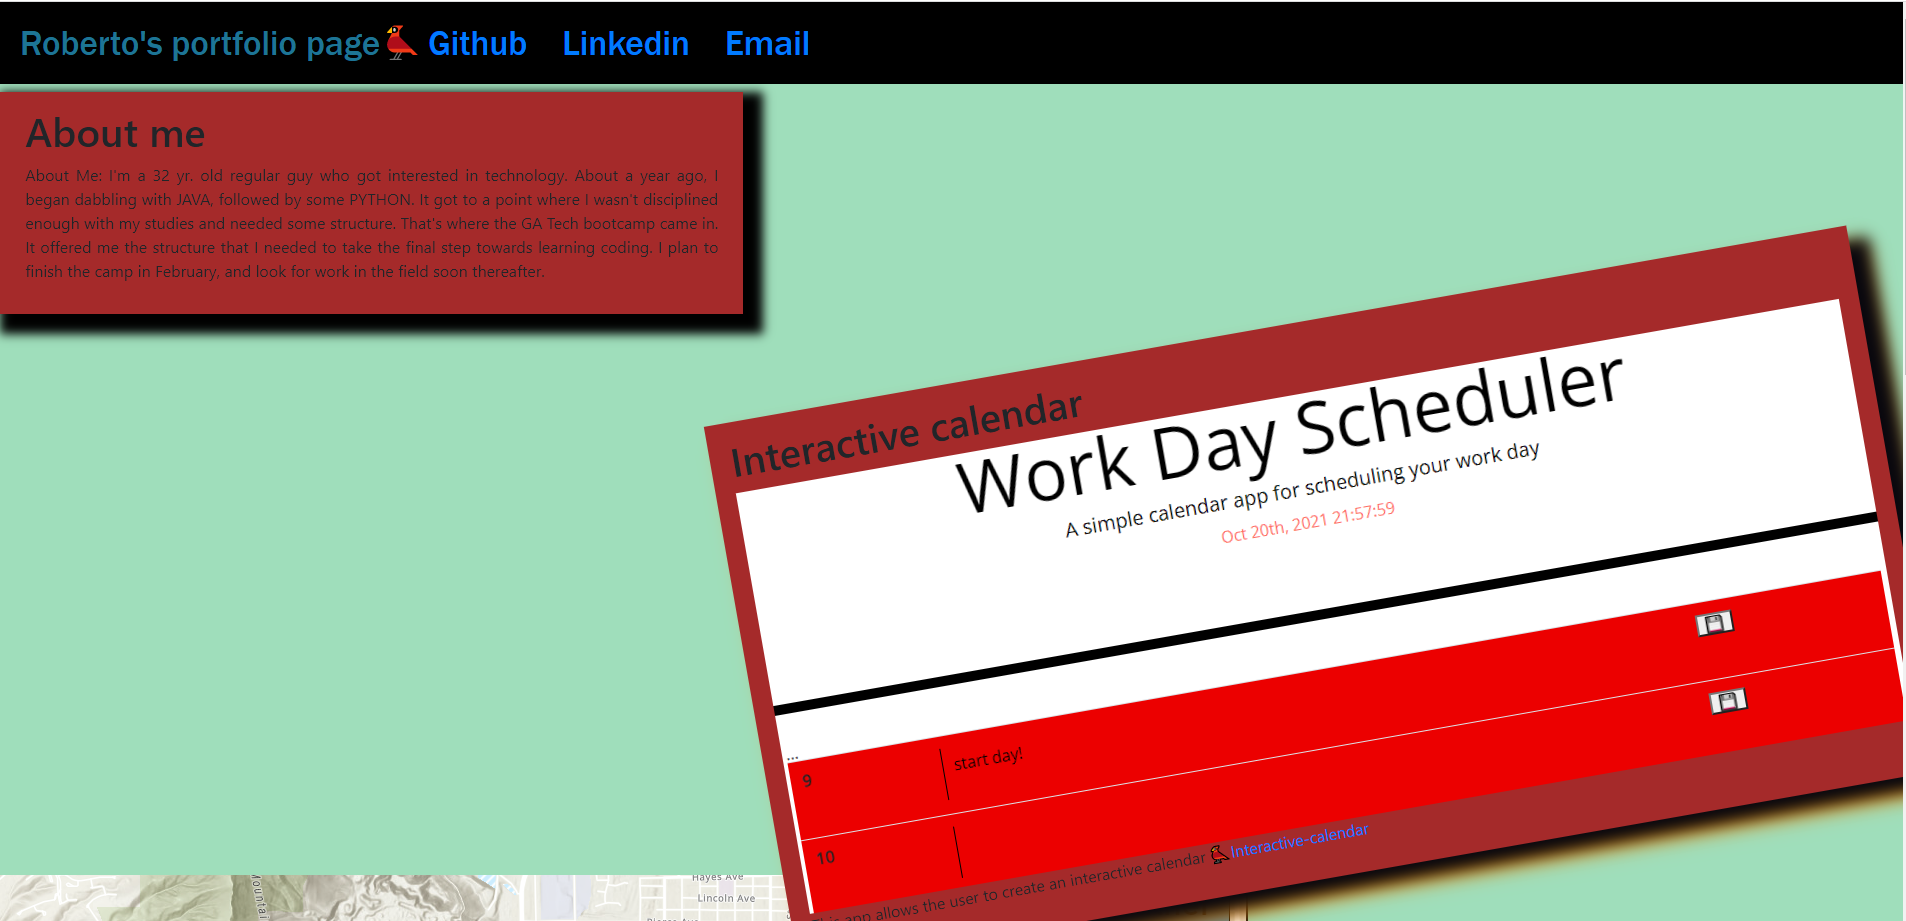 Roberto's portfolio page Github Linkedin Email
About me
About Me: I'm a 32 yr. old regular guy who got interested in technology. About a year ago, I
began dabbling with JAVA, followed by some PYTHON. It got to a point where I wasn't disciplined
enough with my studies and needed some structure. That's where the GA Tech bootcamp came in.
It offered me the structure that I needed to take the final step towards learning coding. I plan to
finish the camp in February, and look for work in the field soon thereafter.
Interactive calendar
Work Day Scheduler
A simple calendar app for scheduling your work day
Oct 20th, 2021 21:57:59
...
9 start day!
10
This app allows the user to create an interactive calendar Interactive-calendar
Hayes Ave
Lincoln Ave